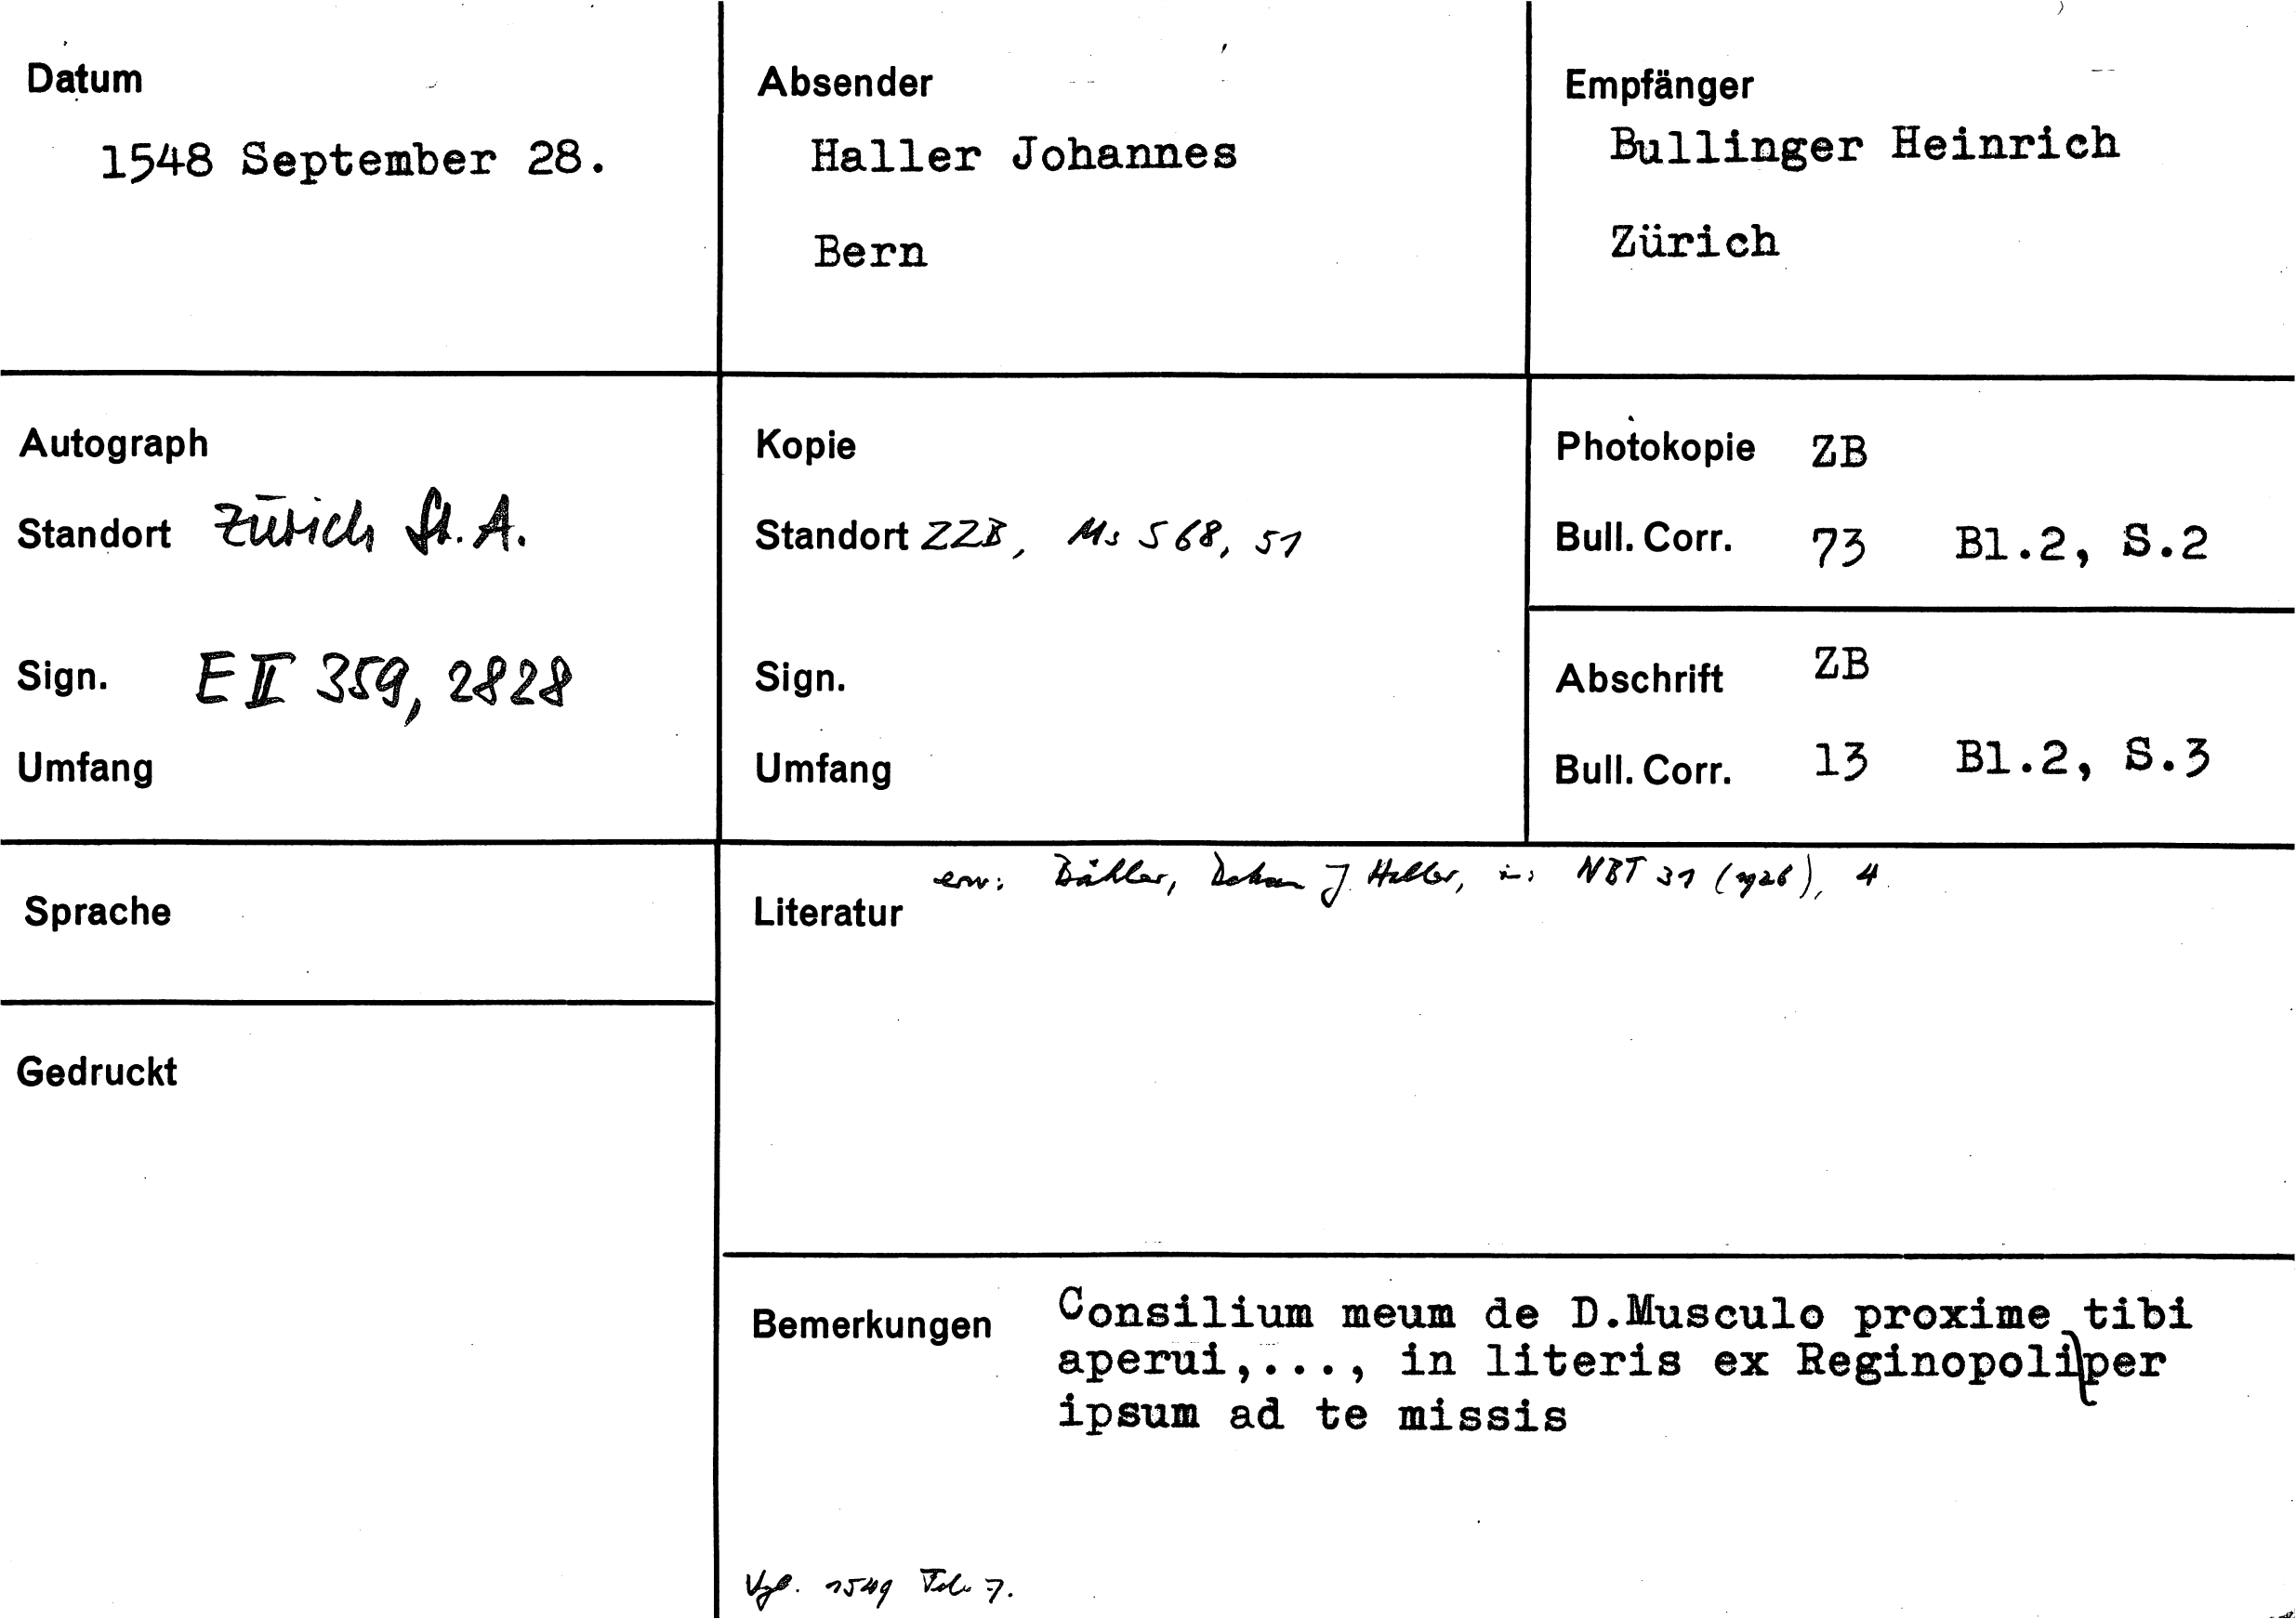 Datum
1548 September 28.
Absender
Haller Johannes
Bern
Empfänger
Bullinger Heinrich
Zürich
Autograph
Standort Zürich St. A.
Sign. E II 359, 2828
Umfang
Kopie
Standort ZZB, Ms S 68, 51
Sign.
Umfang
Photokopie ZB
Bull. Corr. 73 Bl.2, S.2
Abschrift ZB
Bull. Corr. 13 Bl.2, S.3
Sprache
Gedruckt
erw: Bähler, Dekan J. Haller, in: NBT 31 (1926), 4
Literatur
Bemerkungen Consilium meum de D.Musculo proxime tibi
aperui,..., in literis ex Reginopoli per
ipsum ad te missis
Vgl. 1549 Feb 7.